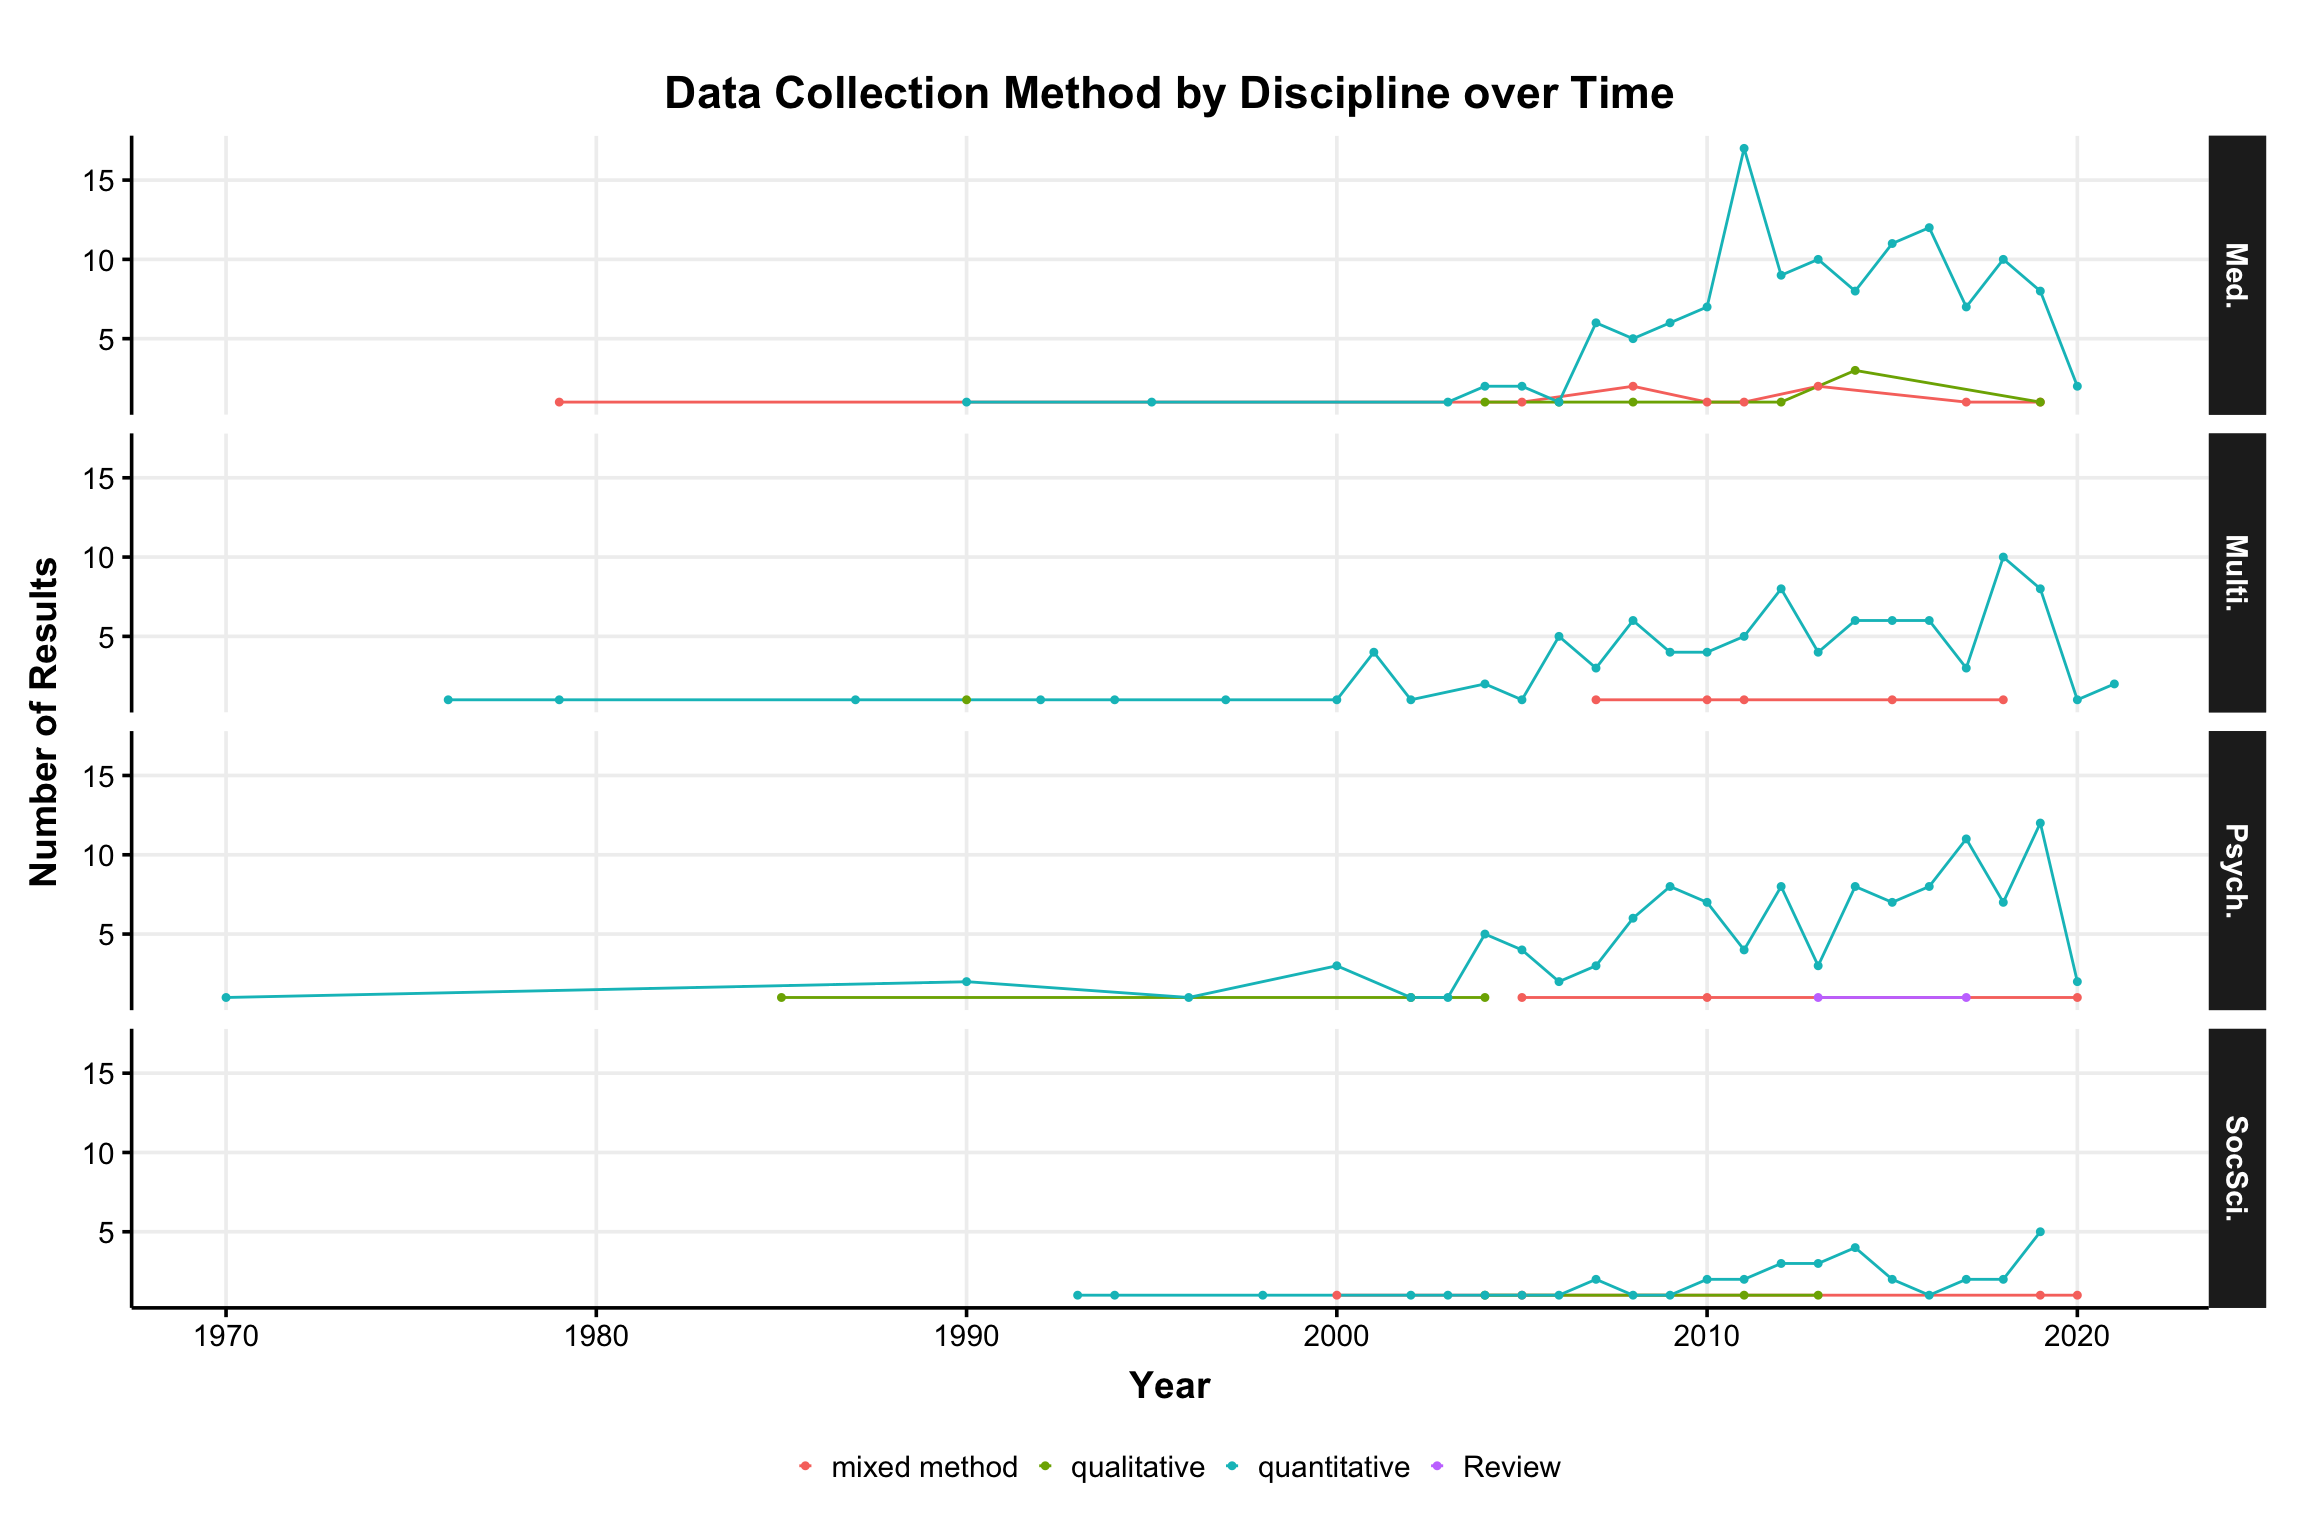 Data Collection Method by Discipline over Time
Number of Results
15
10
5
Med.
15
10
5
Multi.
15
10
5
Psych.
15
10
5
SocSci.
1970 1980 1990 2000 2010 2020
Year
mixed method qualitative quantitative Review